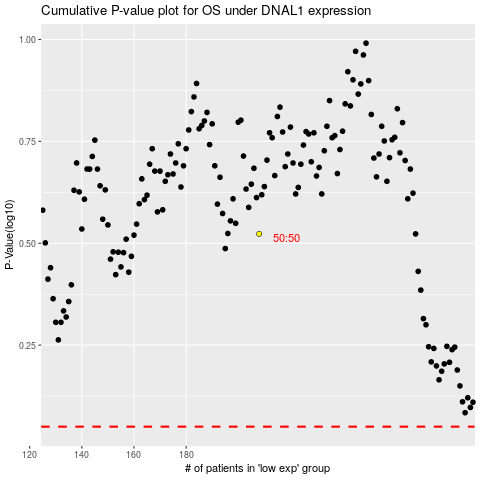 Cumulative P-value plot for OS under DNAL1 expression
P-Value(log10)
1.00
0.75
0.50
0.25
50:50
120 140 160 180
# of patients in 'low exp' group